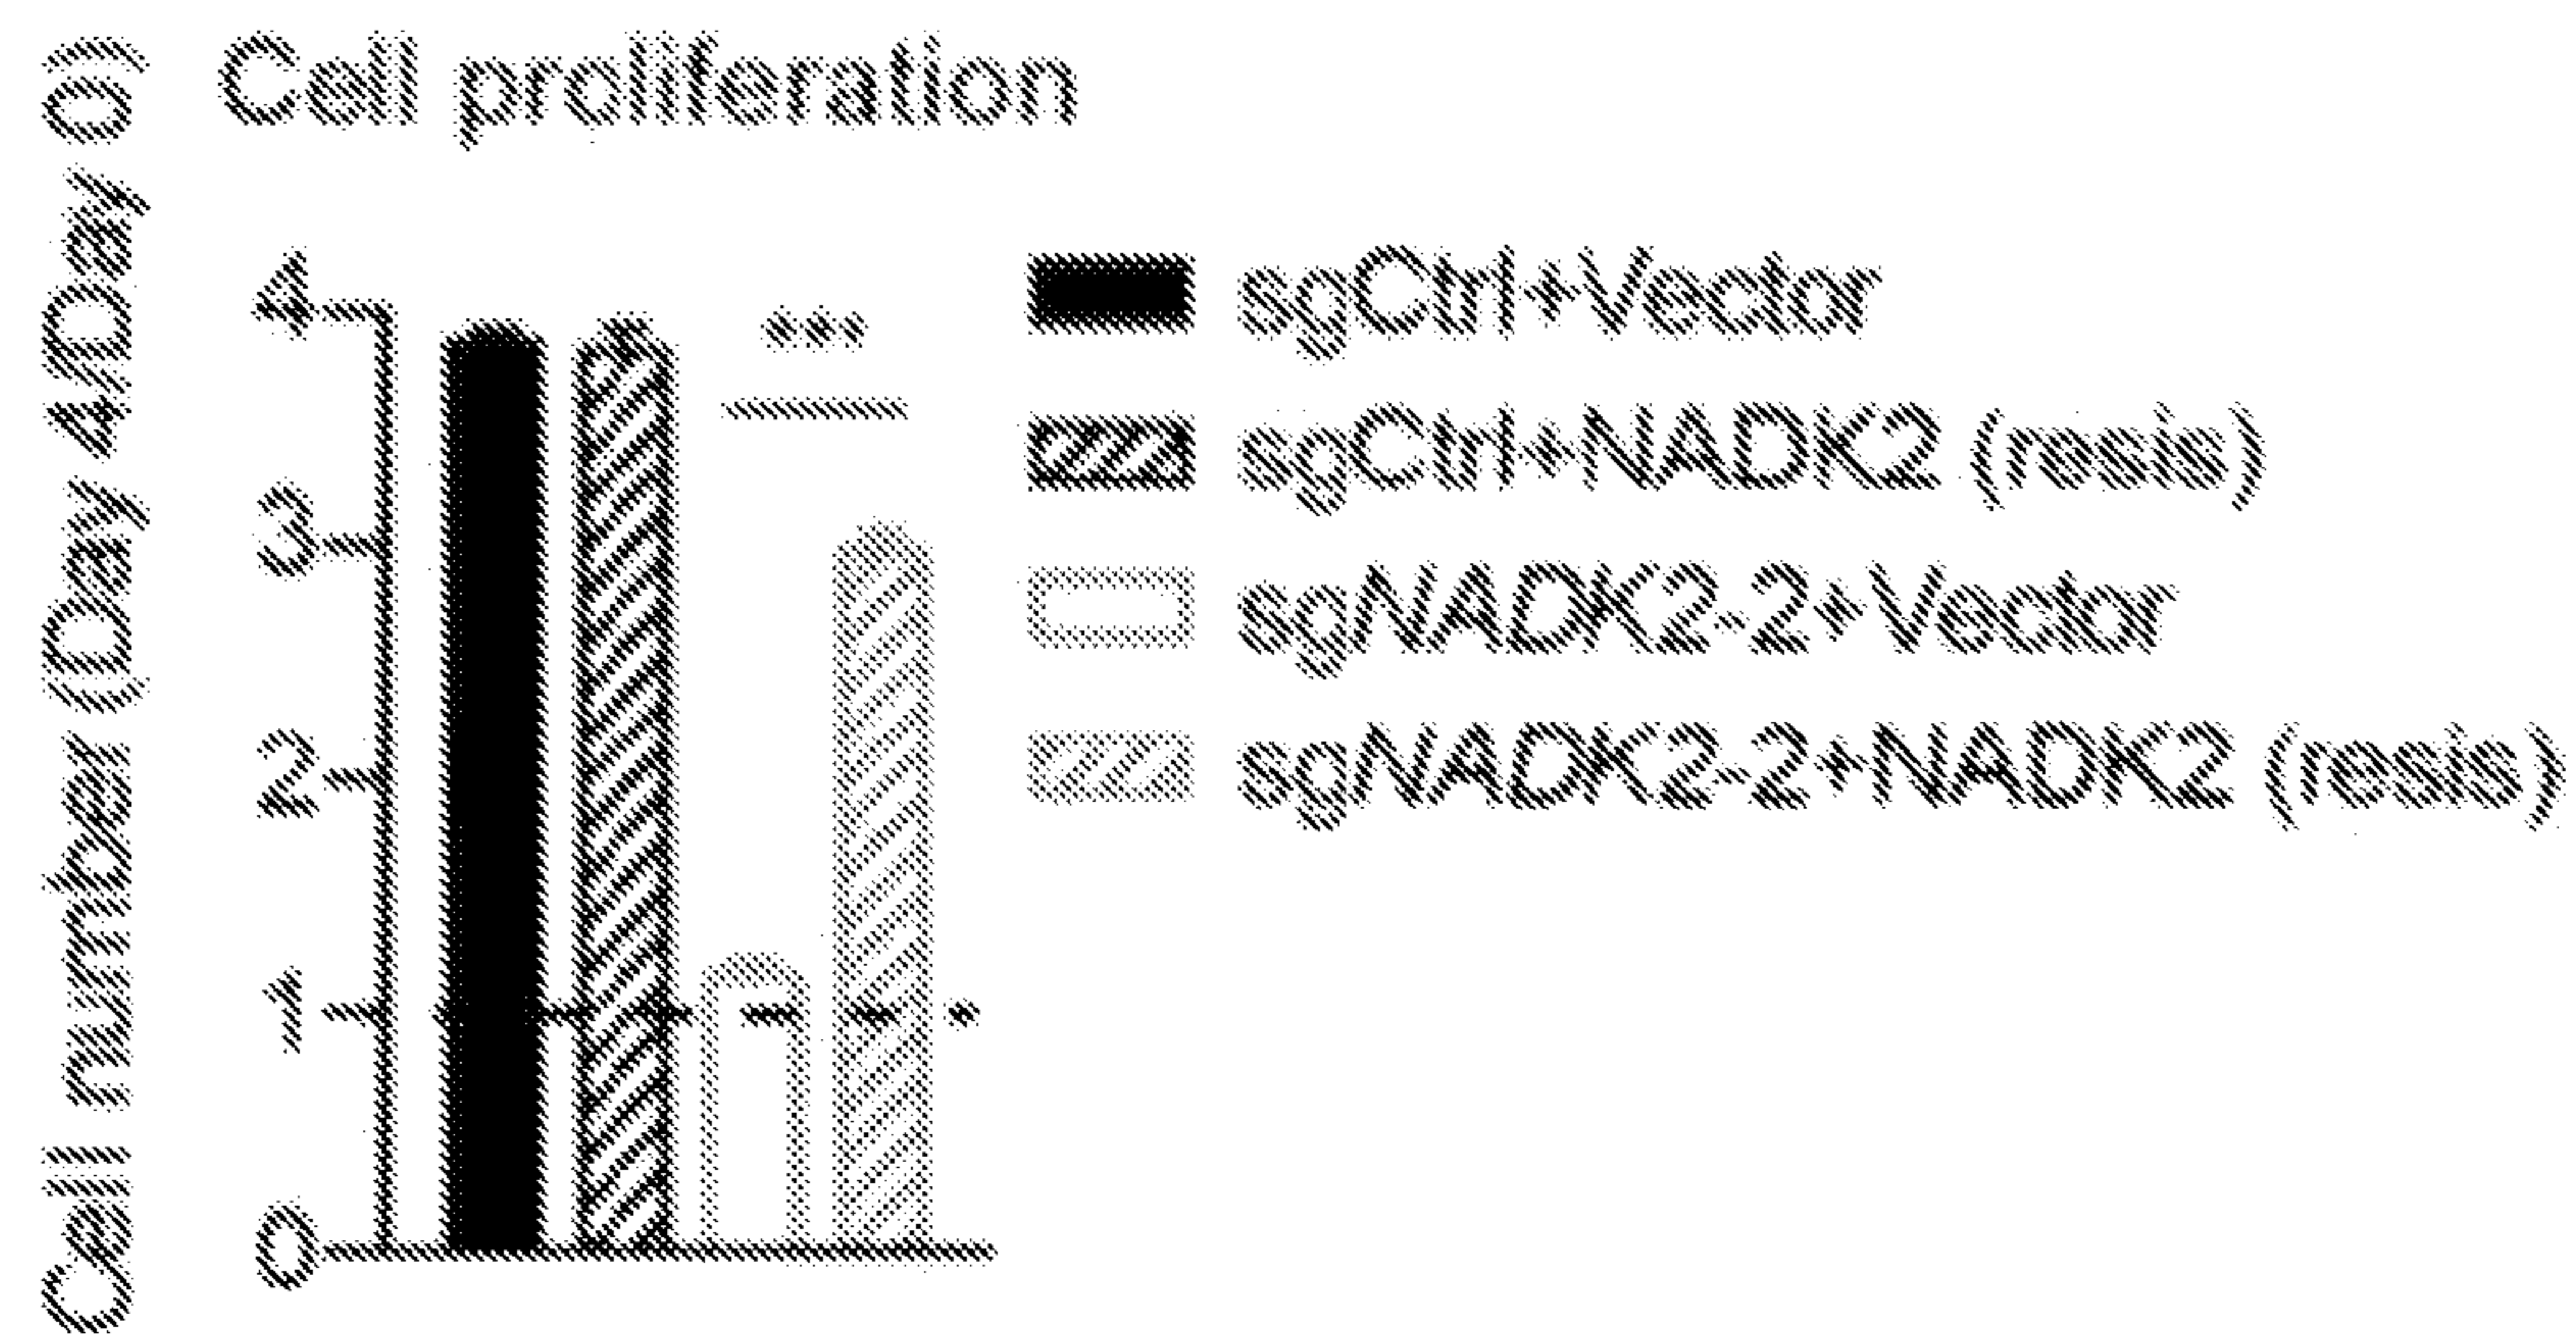 Cell proliferation
Cell number (Day 4/Day 0)
4
3
2
1
0
***
sgCtrl+Vector
sgCtrl+NADK2 (resis)
sgNADK2-2+Vector
sgNADK2-2+NADK2 (resis)